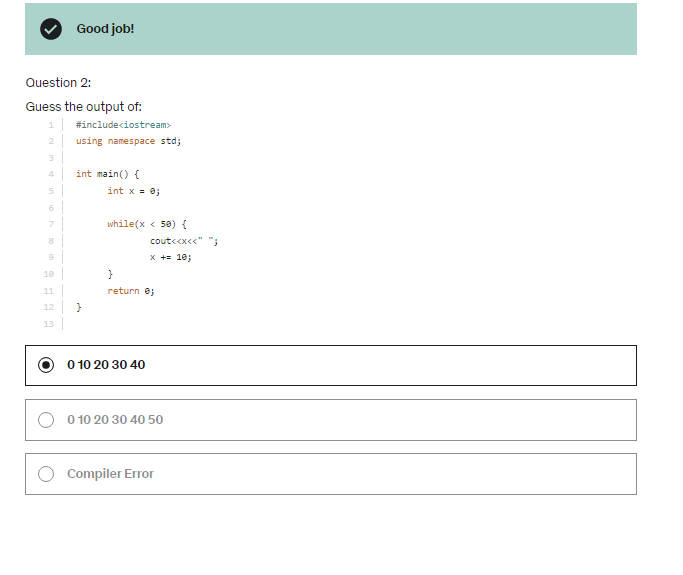 Good job!
Question 2:
Guess the output of:
1 #include<iostream>
2 using namespace std;
3
4 int main() {
5 int x = 0;
6
7 while(x < 50) {
8 cout<<x<<" ";
9 x += 10;
10 }
11 return 0;
12 }
13
0 10 20 30 40
0 10 20 30 40 50
Compiler Error